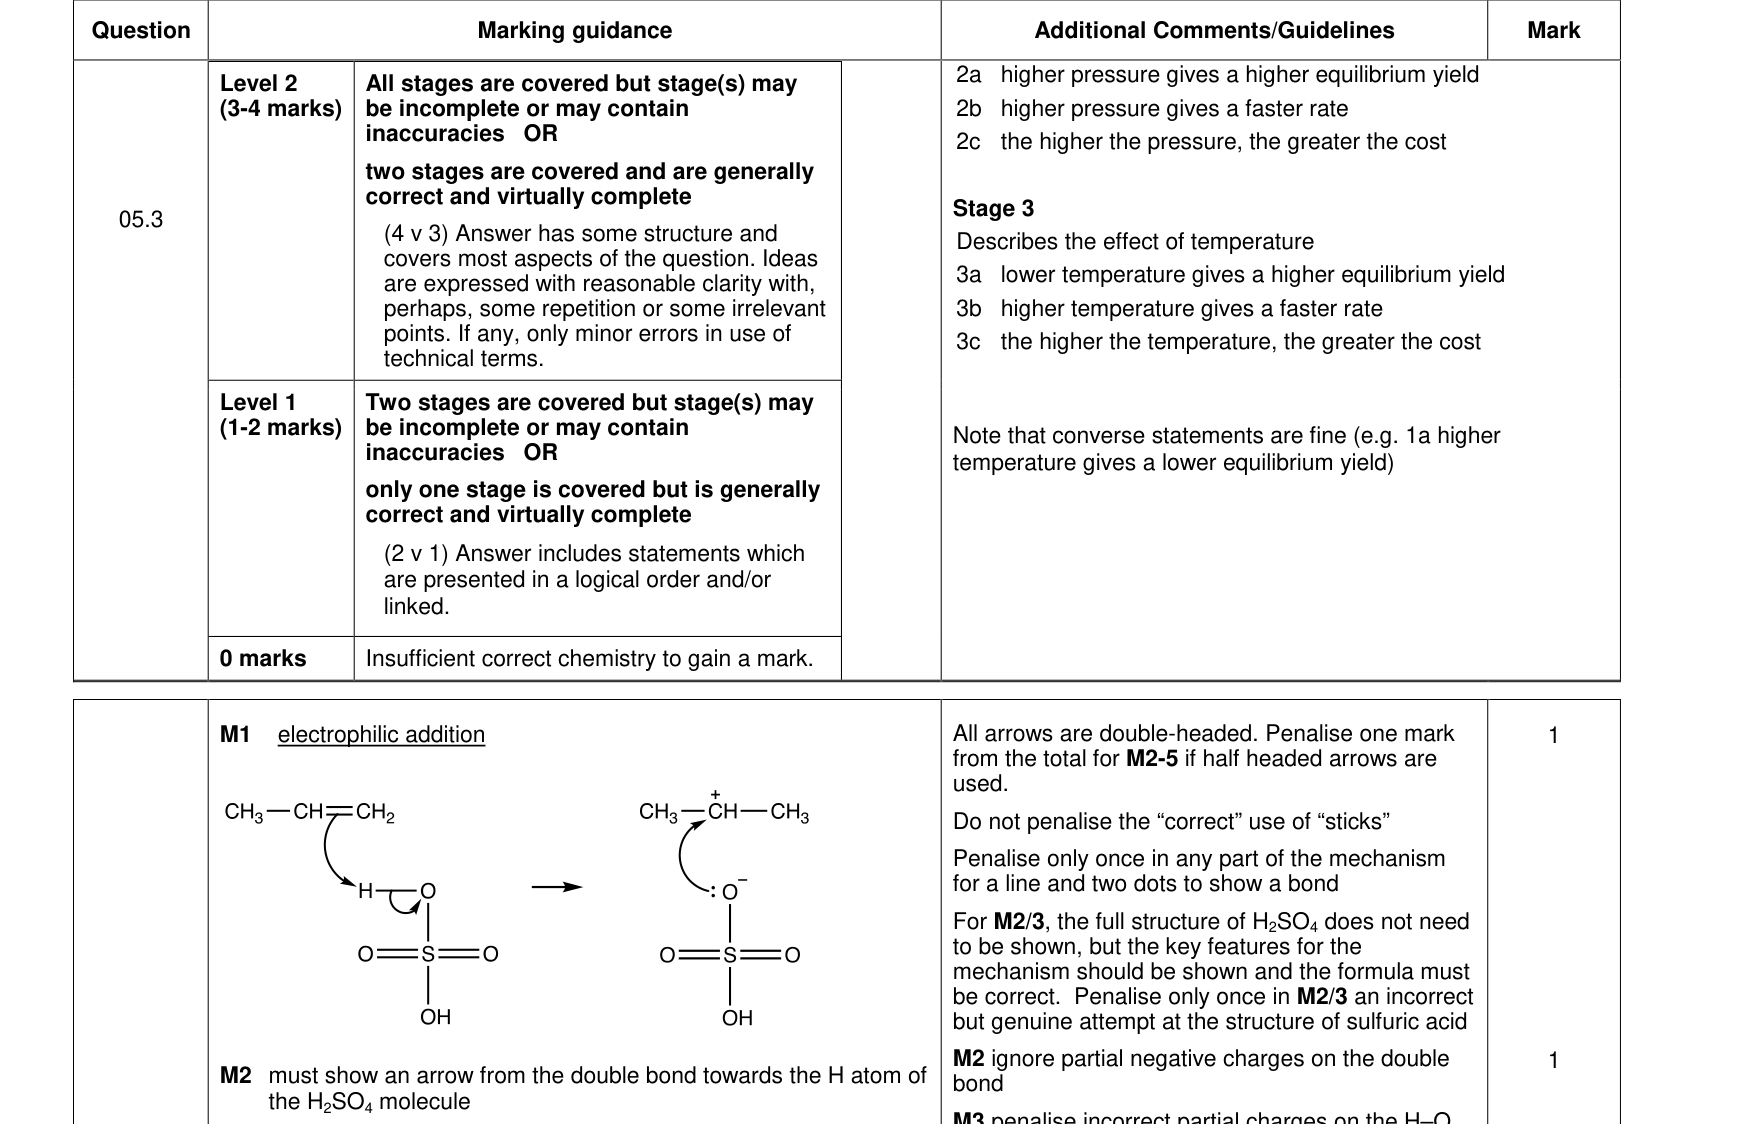 Question
Marking guidance
Additional Comments/Guidelines
Mark
05.3
Level 2
(3-4 marks)
All stages are covered but stage(s) may
be incomplete or may contain
inaccuracies OR
two stages are covered and are generally
correct and virtually complete
(4 v 3) Answer has some structure and
covers most aspects of the question. Ideas
are expressed with reasonable clarity with,
perhaps, some repetition or some irrelevant
points. If any, only minor errors in use of
technical terms.
Level 1
(1-2 marks)
Two stages are covered but stage(s) may
be incomplete or may contain
inaccuracies OR
only one stage is covered but is generally
correct and virtually complete
(2 v 1) Answer includes statements which
are presented in a logical order and/or
linked.
0 marks
Insufficient correct chemistry to gain a mark.
2a higher pressure gives a higher equilibrium yield
2b higher pressure gives a faster rate
2c the higher the pressure, the greater the cost
Stage 3
Describes the effect of temperature
3a lower temperature gives a higher equilibrium yield
3b higher temperature gives a faster rate
3c the higher the temperature, the greater the cost
Note that converse statements are fine (e.g. 1a higher
temperature gives a lower equilibrium yield)
M1 electrophilic addition
CH₃—CH=CH₂
H—O
O=S=O
OH
+
CH₃—CH—CH₃
:O⁻
O=S=O
OH
M2 must show an arrow from the double bond towards the H atom of
the H₂SO₄ molecule
All arrows are double-headed. Penalise one mark
from the total for M2-5 if half headed arrows are
used.
Do not penalise the “correct” use of “sticks”
Penalise only once in any part of the mechanism
for a line and two dots to show a bond
For M2/3, the full structure of H₂SO₄ does not need
to be shown, but the key features for the
mechanism should be shown and the formula must
be correct. Penalise only once in M2/3 an incorrect
but genuine attempt at the structure of sulfuric acid
M2 ignore partial negative charges on the double
bond
M3 penalise incorrect partial charges on the H–O
1
1